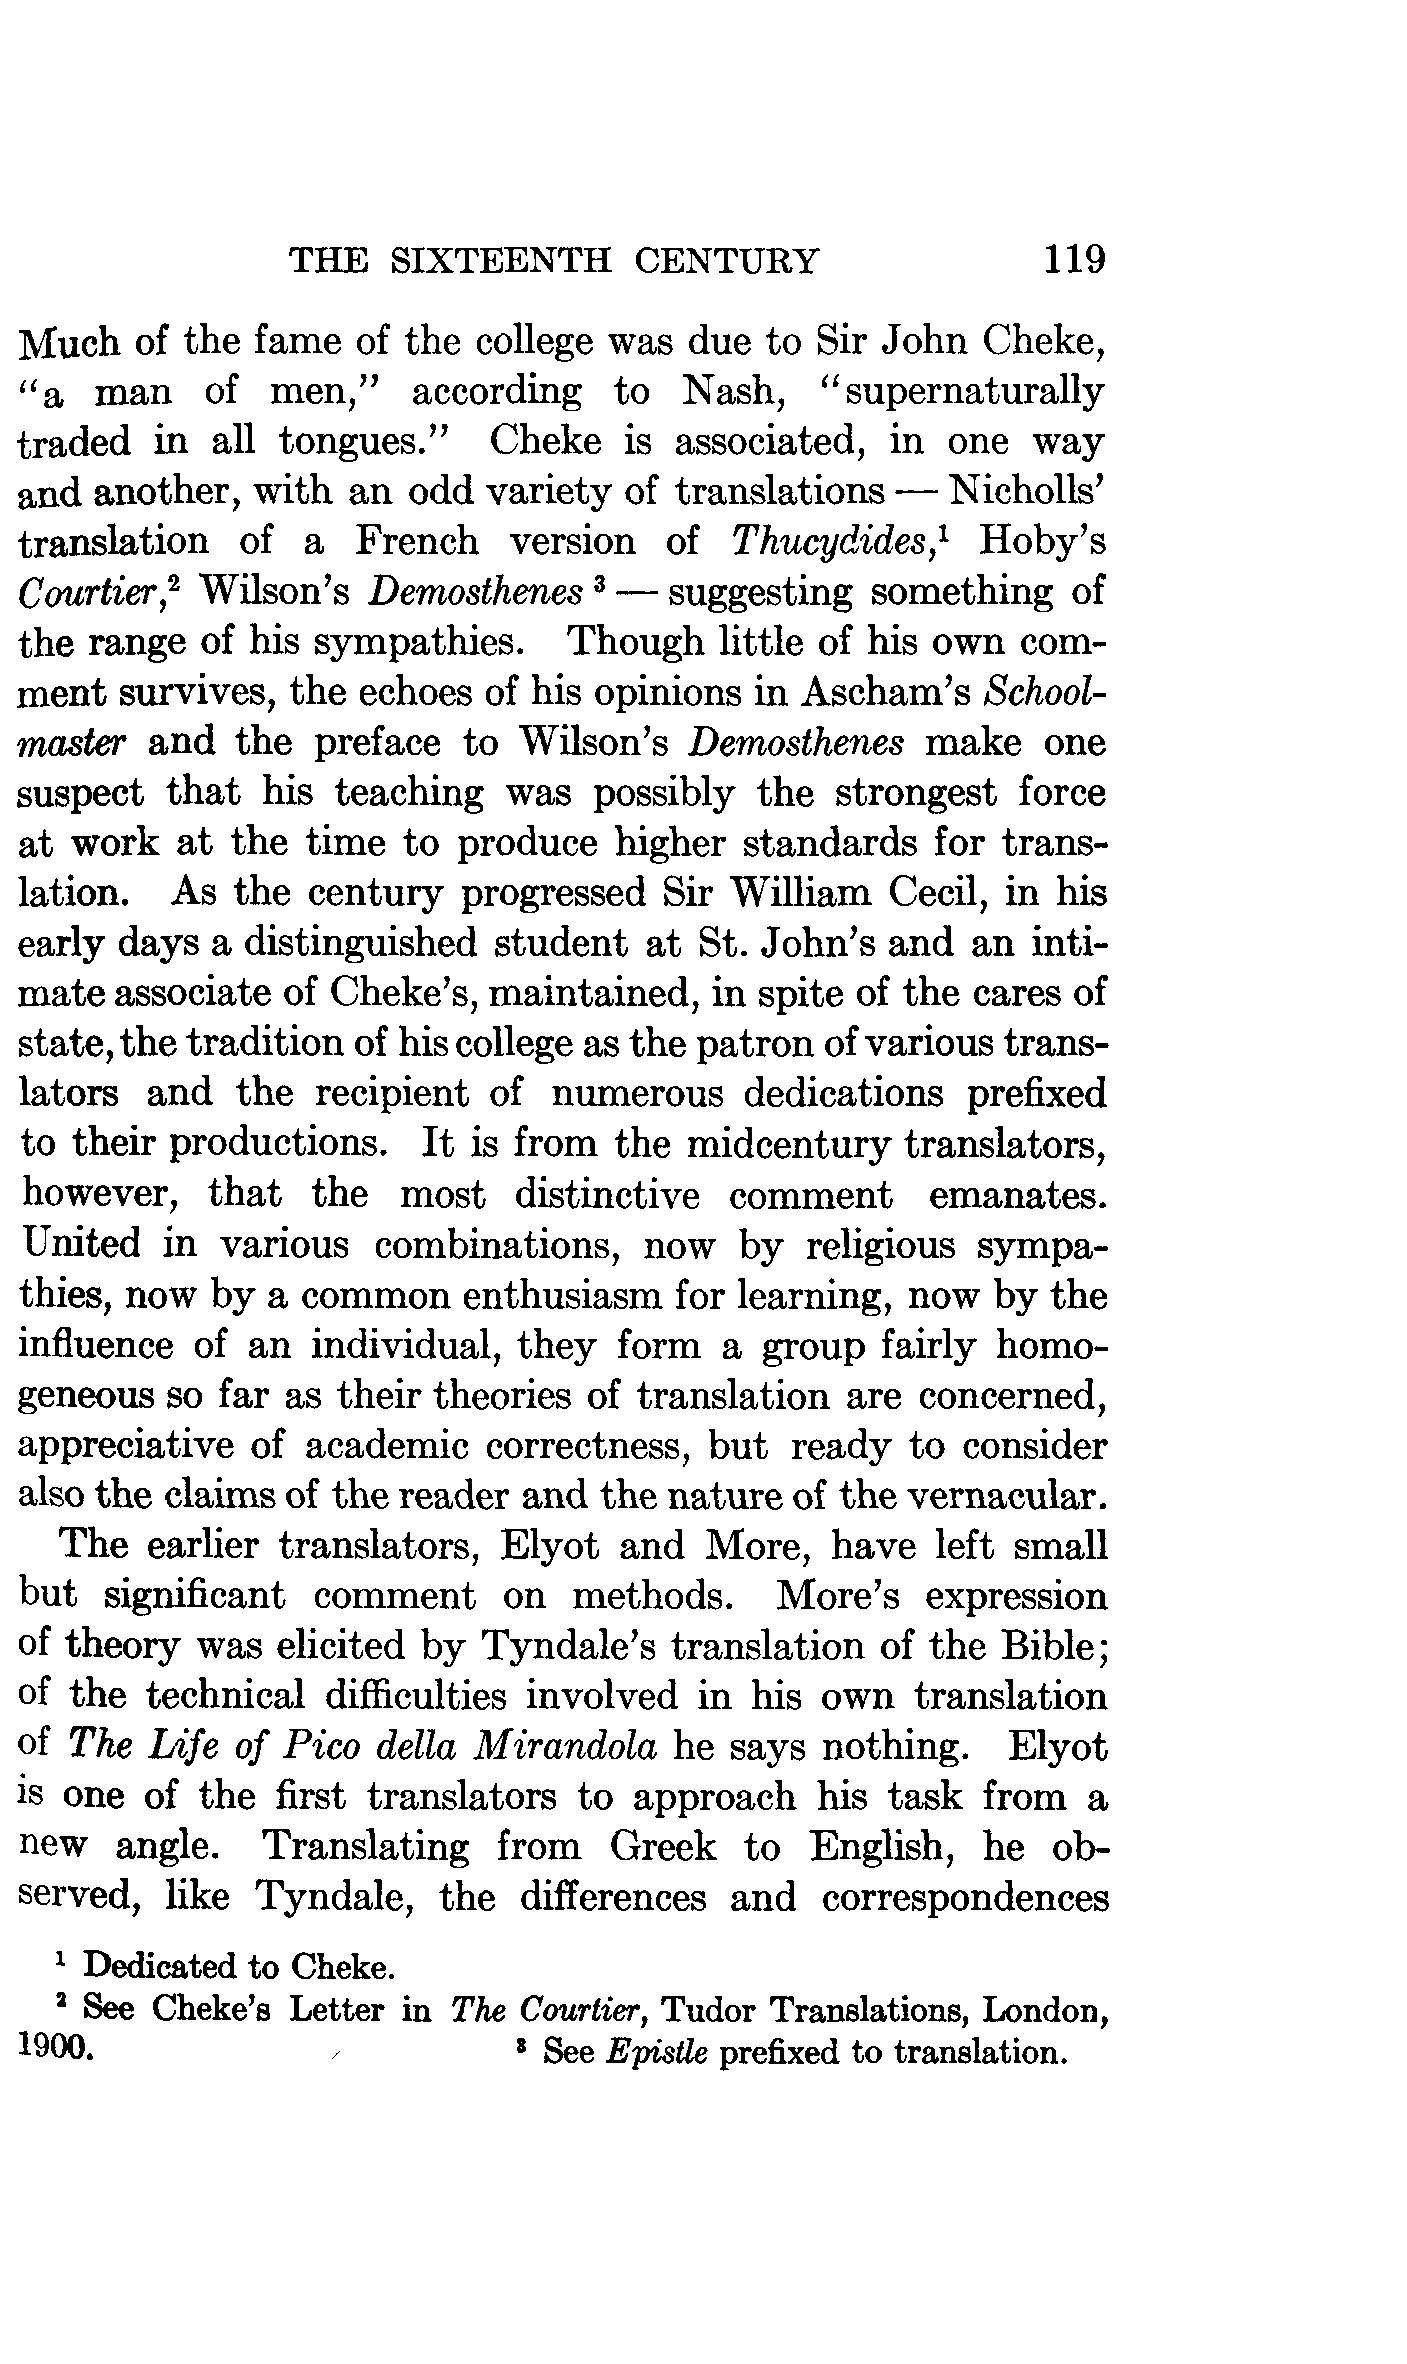 THE SIXTEENTH CENTURY 119
Much of the fame of the college was due to Sir John Cheke,
"a man of men," according to Nash, "supernaturally
traded in all tongues." Cheke is associated, in one way
and another, with an odd variety of translations — Nicholls'
translation of a French version of Thucydides,¹ Hoby's
Courtier,² Wilson's Demosthenes ³ — suggesting something of
the range of his sympathies. Though little of his own com-
ment survives, the echoes of his opinions in Ascham's School-
master and the preface to Wilson's Demosthenes make one
suspect that his teaching was possibly the strongest force
at work at the time to produce higher standards for trans-
lation. As the century progressed Sir William Cecil, in his
early days a distinguished student at St. John's and an inti-
mate associate of Cheke's, maintained, in spite of the cares of
state, the tradition of his college as the patron of various trans-
lators and the recipient of numerous dedications prefixed
to their productions. It is from the midcentury translators,
however, that the most distinctive comment emanates.
United in various combinations, now by religious sympa-
thies, now by a common enthusiasm for learning, now by the
influence of an individual, they form a group fairly homo-
geneous so far as their theories of translation are concerned,
appreciative of academic correctness, but ready to consider
also the claims of the reader and the nature of the vernacular.
The earlier translators, Elyot and More, have left small
but significant comment on methods. More's expression
of theory was elicited by Tyndale's translation of the Bible;
of the technical difficulties involved in his own translation
of The Life of Pico della Mirandola he says nothing. Elyot
is one of the first translators to approach his task from a
new angle. Translating from Greek to English, he ob-
served, like Tyndale, the differences and correspondences
¹ Dedicated to Cheke.
² See Cheke's Letter in The Courtier, Tudor Translations, London,
1900. ³ See Epistle prefixed to translation.